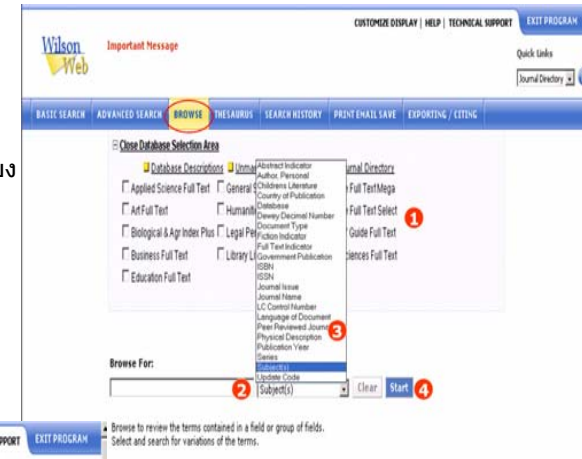 CUSTOMIZE DISPLAY | HELP | TECHNICAL SUPPORT
EXIT PROGRAM
Wilson
Web
Important Message
Quick Links
Journal Directory
BASIC SEARCH ADVANCED SEARCH BROWSE THESAURUS SEARCH HISTORY PRINT EMAIL SAVE EXPORTING / CITING
Close Database Selection Area
Database Descriptions
Applied Science Full Text
Art Full Text
Biological & Agr Index Plus
Business Full Text
Education Full Text
General
Legal
Library
Full Text Mega
Full Text Select
Guide Full Text
Full Text
1
Abstract Indicator
Author, Personal
Childrens Literature
Country of Publication
Database
Dewey Decimal Number
Document Type
Fiction Indicator
Full Text Indicator
Government Publication
ISBN
ISSN
Journal Issue
Journal Name
LC Control Number
Language of Document
Peer Reviewed
3
Physical Description
Publication Year
Series
Subject(s)
Update Code
Browse For:
2
Subject(s)
Clear
Start
4
Browse to review the terms contained in a field or group of fields.
Select and search for variations of the terms.
EXIT PROGRAM